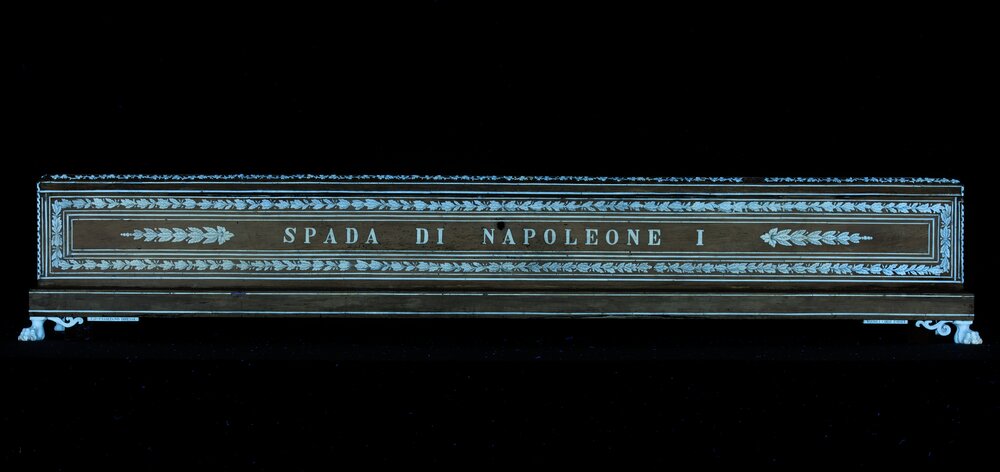 SPADA DI NAPOLEONE I